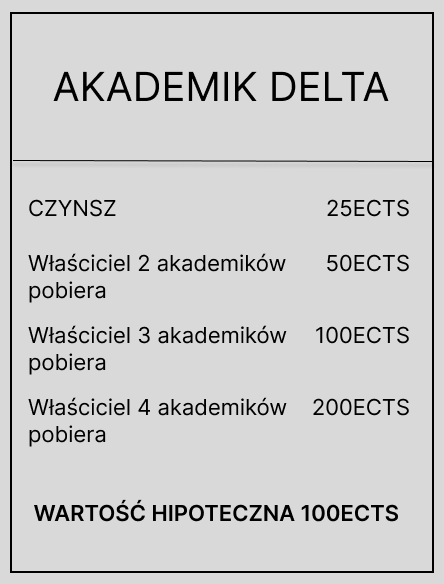 AKADEMIK DELTA
CZYNSZ 25ECTS
Właściciel 2 akademików 50ECTS
pobiera
Właściciel 3 akademików 100ECTS
pobiera
Właściciel 4 akademików 200ECTS
pobiera
WARTOŚĆ HIPOTECZNA 100ECTS